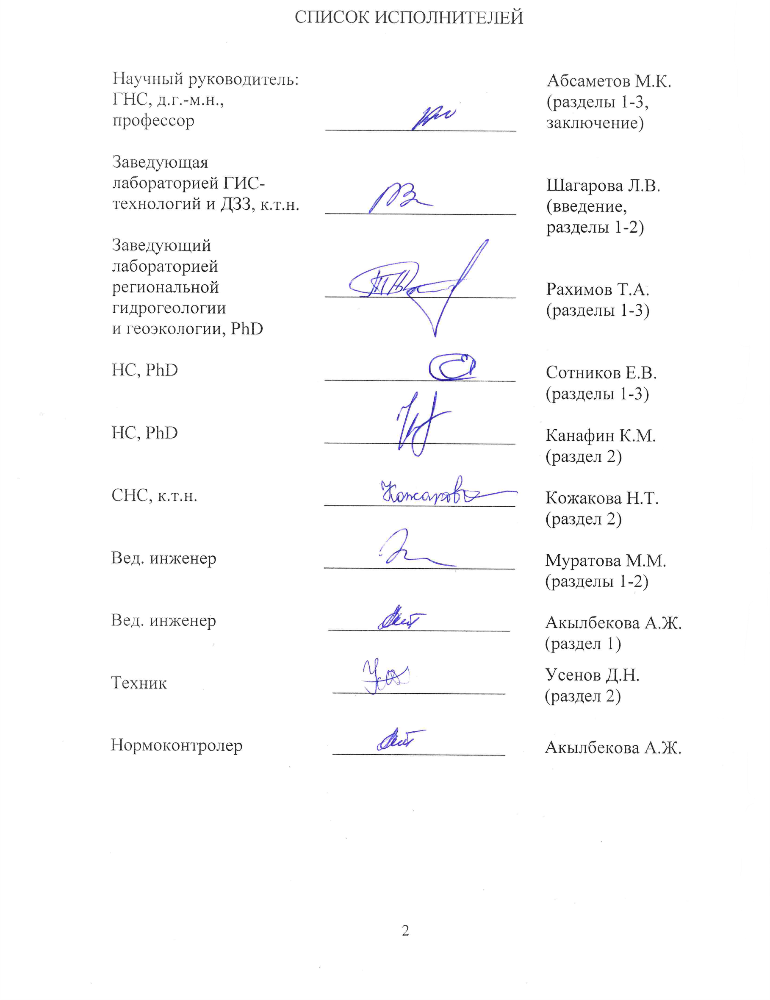 СПИСОК ИСПОЛНИТЕЛЕЙ
Научный руководитель:
ГНС, д.г.-м.н.,
профессор
Абсаметов М.К.
(разделы 1-3,
заключение)
Заведующая
лабораторией ГИС-
технологий и ДЗЗ, к.т.н.
Шагарова Л.В.
(введение,
разделы 1-2)
Заведующий
лабораторией
региональной
гидрогеологии
и геоэкологии, PhD
Рахимов Т.А.
(разделы 1-3)
НС, PhD
Сотников Е.В.
(разделы 1-3)
НС, PhD
Канафин К.М.
(раздел 2)
СНС, к.т.н.
Кожакова Н.Т.
(раздел 2)
Вед. инженер
Муратова М.М.
(разделы 1-2)
Вед. инженер
Акылбекова А.Ж.
(раздел 1)
Техник
Усенов Д.Н.
(раздел 2)
Нормоконтролер
Акылбекова А.Ж.
2